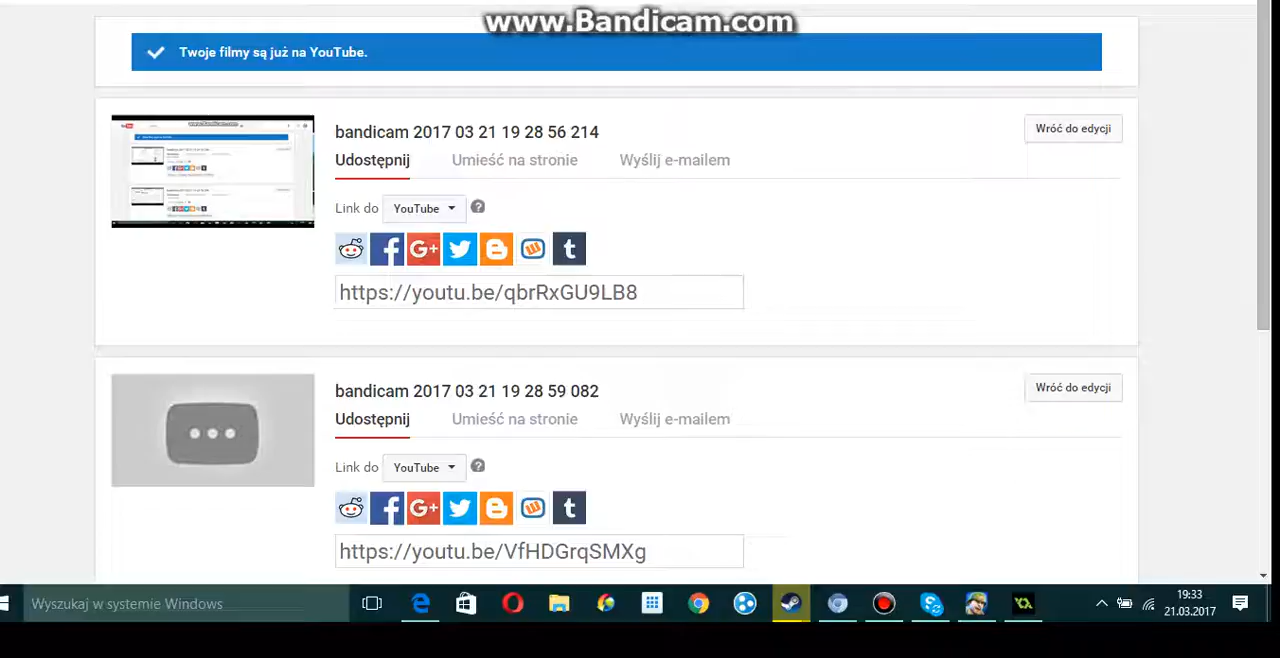 www.Bandicam.com
Twoje filmy są już na YouTube.
bandicam 2017 03 21 19 28 56 214
Wróć do edycji
Udostępnij Umieść na stronie Wyślij e-mailem
Link do YouTube ?
G+ t
https://youtu.be/qbrRxGU9LB8
bandicam 2017 03 21 19 28 59 082
Wróć do edycji
Udostępnij Umieść na stronie Wyślij e-mailem
Link do YouTube ?
G+ t
https://youtu.be/VfHDGrqSMXg
Wyszukaj w systemie Windows
19:33
21.03.2017